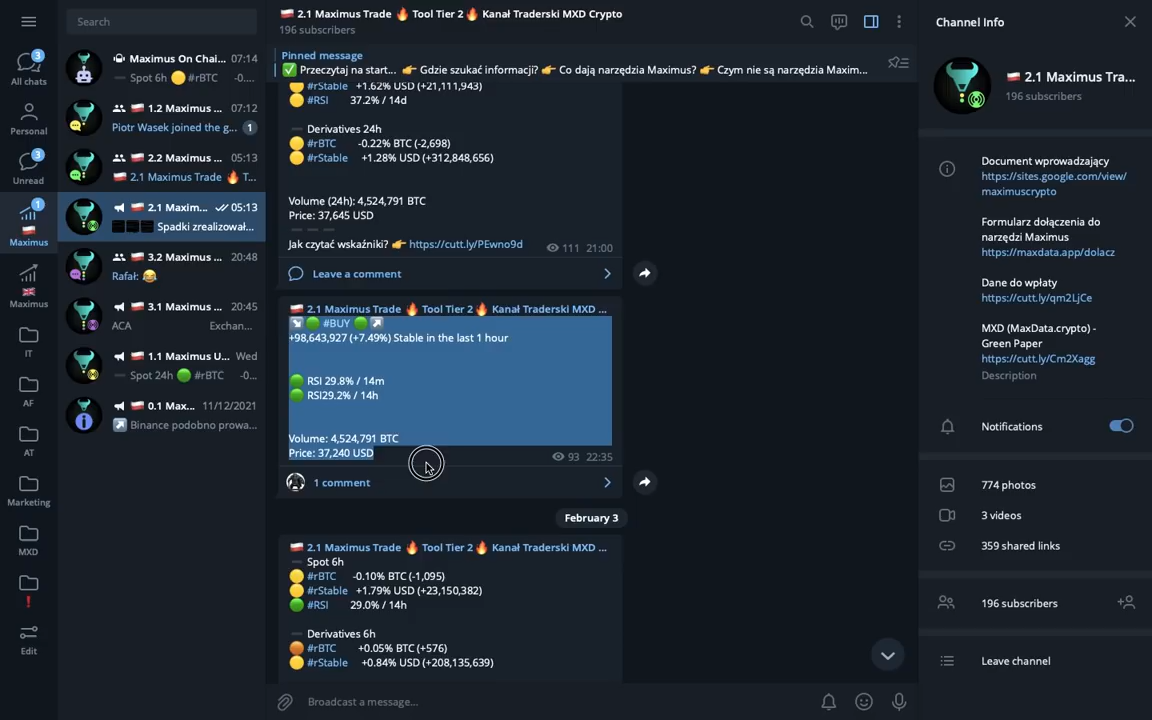 Search
All chats
3
Personal
Unread
3
Maximus
1
Maximus
IT
AF
AT
Marketing
MXD
Edit
Maximus On Chai... 07:14
Spot 6h 🟡 #rBTC -0....
1.2 Maximus ... 07:12
Piotr Wasek joined the g... 1
2.2 Maximus ... 05:13
2.1 Maximus Trade 🔥 T...
2.1 Maxim... 05:13
Spadki zrealizował...
3.2 Maximus ... 20:48
Rafał: 😂
3.1 Maximus ... 20:45
ACA Exchan...
1.1 Maximus U... Wed
Spot 24h 🟢 #rBTC -0...
0.1 Max... 11/12/2021
↗️ Binance podobno prowa...
🇵🇱 2.1 Maximus Trade 🔥 Tool Tier 2 🔥 Kanał Traderski MXD Crypto
196 subscribers
Pinned message
✅ Przeczytaj na start... 👉 Gdzie szukać informacji? 👉 Co dają narzędzia Maximus? 👉 Czym nie są narzędzia Maxim...
🟡 #rStable +1.62% USD (+21,111,943)
🟡 #RSI 37.2% / 14d
Derivatives 24h
🟡 #rBTC -0.22% BTC (-2,698)
🟡 #rStable +1.28% USD (+312,848,656)
Volume (24h): 4,524,791 BTC
Price: 37,645 USD
Jak czytać wskaźniki? 👉 https://cutt.ly/PEwno9d
111 21:00
Leave a comment
🇵🇱 2.1 Maximus Trade 🔥 Tool Tier 2 🔥 Kanał Traderski MXD ...
↘️ 🟢 #BUY 🟢 ↗️
+98,643,927 (+7.49%) Stable in the last 1 hour
🟢 RSI 29.8% / 14m
🟢 RSI29.2% / 14h
Volume: 4,524,791 BTC
Price: 37,240 USD
93 22:35
1 comment
February 3
🇵🇱 2.1 Maximus Trade 🔥 Tool Tier 2 🔥 Kanał Traderski MXD ...
Spot 6h
🟡 #rBTC -0.10% BTC (-1,095)
🟡 #rStable +1.79% USD (+23,150,382)
🟢 #RSI 29.0% / 14h
Derivatives 6h
🟠 #rBTC +0.05% BTC (+576)
🟡 #rStable +0.84% USD (+208,135,639)
Broadcast a message...
Channel Info
🇵🇱 2.1 Maximus Tra...
196 subscribers
Document wprowadzający
https://sites.google.com/view/
maximuscrypto
Formularz dołączenia do
narzędzi Maximus
https://maxdata.app/dolacz
Dane do wpłaty
https://cutt.ly/qm2LjCe
MXD (MaxData.crypto) -
Green Paper
https://cutt.ly/Cm2Xagg
Description
Notifications
774 photos
3 videos
359 shared links
196 subscribers
Leave channel